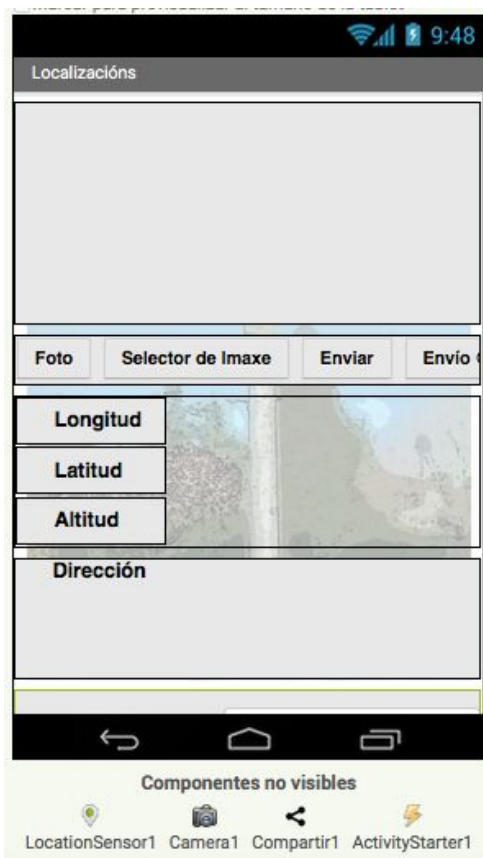 9:48
Localizacións
Foto Selector de Imaxe Enviar Envío
Longitud
Latitud
Altitud
Dirección
Componentes no visibles
LocationSensor1 Camera1 Compartir1 ActivityStarter1